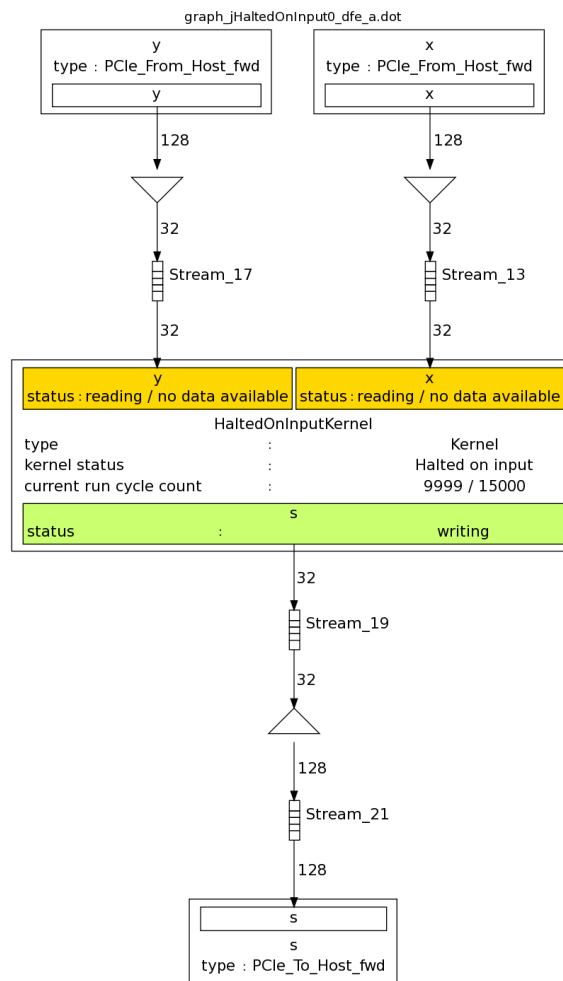 graph_jHaltedOnInput0_dfe_a.dot
y
type : PCIe_From_Host_fwd
y
x
type : PCIe_From_Host_fwd
x
128
128
32
32
Stream_17
Stream_13
32
32
y
status : reading / no data available
x
status : reading / no data available
HaltedOnInputKernel
type : Kernel
kernel status : Halted on input
current run cycle count : 9999 / 15000
s
status : writing
32
Stream_19
32
128
Stream_21
128
s
s
type : PCIe_To_Host_fwd